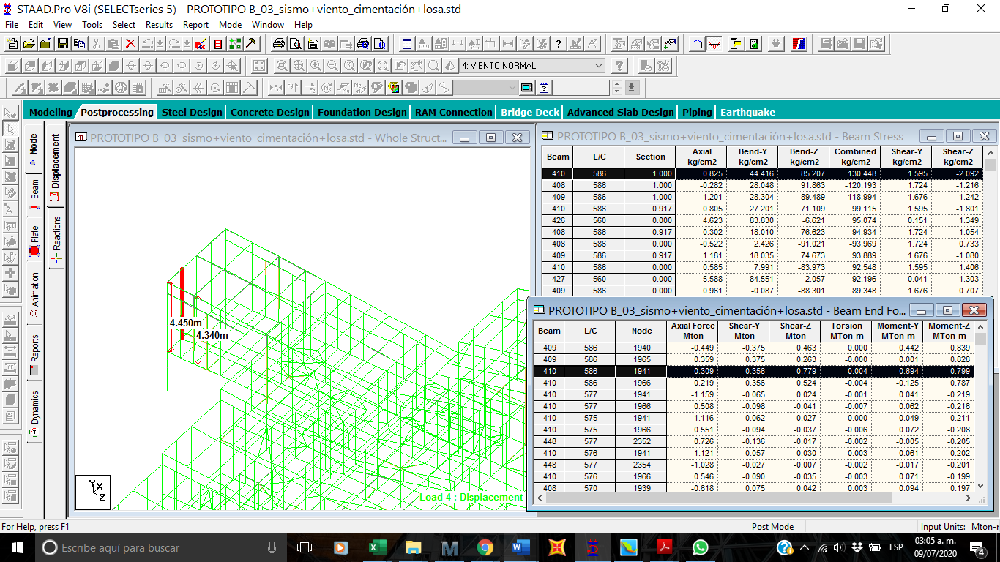 STAAD.Pro V8i (SELECTseries 5) - PROTOTIPO B_03_sismo+viento_cimentación+losa.std
File Edit View Tools Select Results Report Mode Window Help
4: VIENTO NORMAL
Modeling Postprocessing Steel Design Concrete Design Foundation Design RAM Connection Bridge Deck Advanced Slab Design Piping Earthquake
Node
Beam
Plate
Animation
Reports
Dynamics
Displacement
Reactions
PROTOTIPO B_03_sismo+viento_cimentación+losa.std - Whole Struct...
4.450m
4.340m
Y X
Z
Load 4 : Displacement
PROTOTIPO B_03_sismo+viento_cimentación+losa.std - Beam Stress
Beam L/C Section Axial kg/cm2 Bend-Y kg/cm2 Bend-Z kg/cm2 Combined kg/cm2 Shear-Y kg/cm2 Shear-Z kg/cm2
410 586 1.000 0.825 44.416 85.207 130.448 1.595 -2.092
408 586 1.000 -0.282 28.048 91.863 -120.193 1.724 -1.216
409 586 1.000 1.201 28.304 89.489 118.994 1.676 -1.242
410 586 0.917 0.805 27.201 71.109 99.115 1.595 -1.801
426 560 0.000 4.623 83.830 -6.621 95.074 0.151 1.349
408 586 0.917 -0.302 18.010 76.623 -94.934 1.724 -1.054
408 586 0.000 -0.522 2.426 -91.021 -93.969 1.724 0.733
409 586 0.917 1.181 18.035 74.673 93.889 1.676 -1.080
410 586 0.000 0.585 7.991 -83.973 92.548 1.595 1.406
427 560 0.000 5.588 84.551 -2.057 92.196 0.041 1.303
409 586 0.000 0.961 -0.087 -88.301 89.348 1.676 0.707
PROTOTIPO B_03_sismo+viento_cimentación+losa.std - Beam End Fo...
Beam L/C Node Axial Force Mton Shear-Y Mton Shear-Z Mton Torsion MTon-m Moment-Y MTon-m Moment-Z MTon-m
409 586 1940 -0.449 -0.375 0.463 0.000 0.442 0.839
409 586 1965 0.359 0.375 0.263 -0.000 0.001 0.828
410 586 1941 -0.309 -0.356 0.779 0.004 0.694 0.799
410 586 1966 0.219 0.356 0.524 -0.004 -0.125 0.787
410 577 1941 -1.159 -0.065 0.024 -0.001 0.041 -0.219
410 577 1966 0.508 -0.098 -0.041 -0.007 0.062 -0.216
410 575 1941 -1.116 -0.062 0.027 0.000 0.049 -0.211
410 575 1966 0.551 -0.094 -0.037 -0.006 0.072 -0.208
448 577 2352 0.726 -0.136 -0.017 -0.002 -0.005 -0.205
410 576 1941 -1.121 -0.057 0.030 0.003 0.061 -0.202
448 577 2354 -1.028 -0.027 -0.007 -0.002 -0.017 -0.201
410 576 1966 0.546 -0.090 -0.035 -0.003 0.071 -0.199
408 570 1939 -0.618 0.075 0.042 0.003 0.094 0.197
For Help, press F1
Post Mode
Input Units: Mton-
Escribe aquí para buscar
ESP
03:05 a. m.
09/07/2020
4